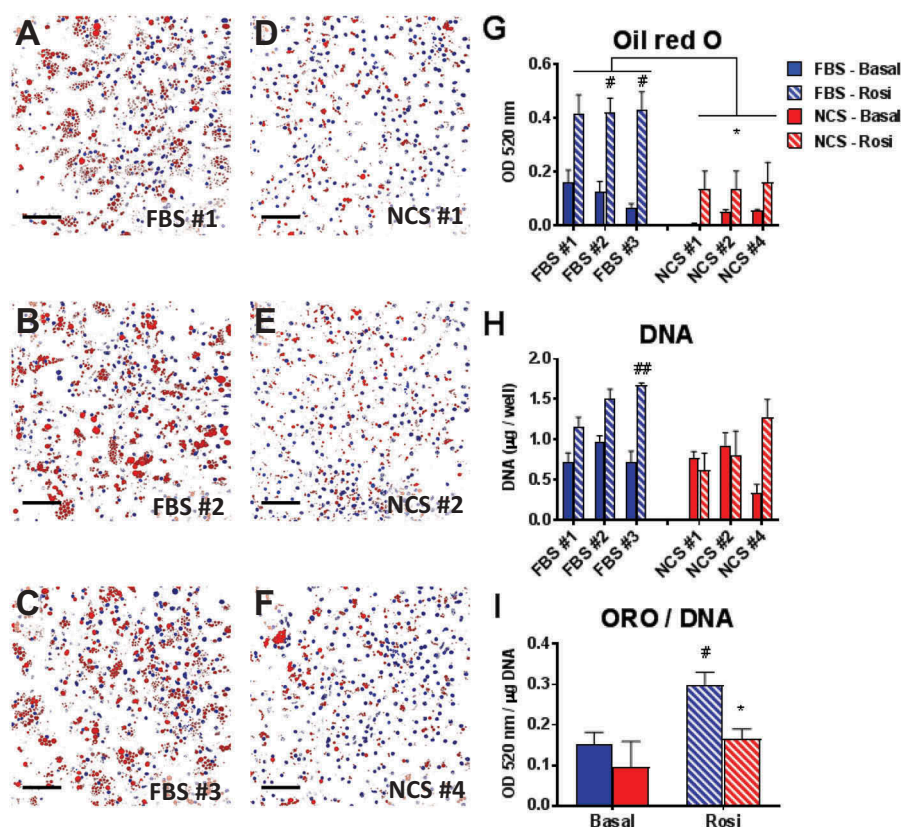 A
FBS #1
D
NCS #1
B
FBS #2
E
NCS #2
C
FBS #3
F
NCS #4
G
Oil red O
OD 520 nm
0.6
0.4
0.2
0.0
# #
*
FBS #1
FBS #2
FBS #3
NCS #1
NCS #2
NCS #4
FBS - Basal
FBS - Rosi
NCS - Basal
NCS - Rosi
H
DNA
DNA (µg / well)
2.0
1.5
1.0
0.5
0.0
##
FBS #1
FBS #2
FBS #3
NCS #1
NCS #2
NCS #4
I
ORO / DNA
OD 520 nm / µg DNA
0.4
0.3
0.2
0.1
0.0
#
*
Basal
Rosi